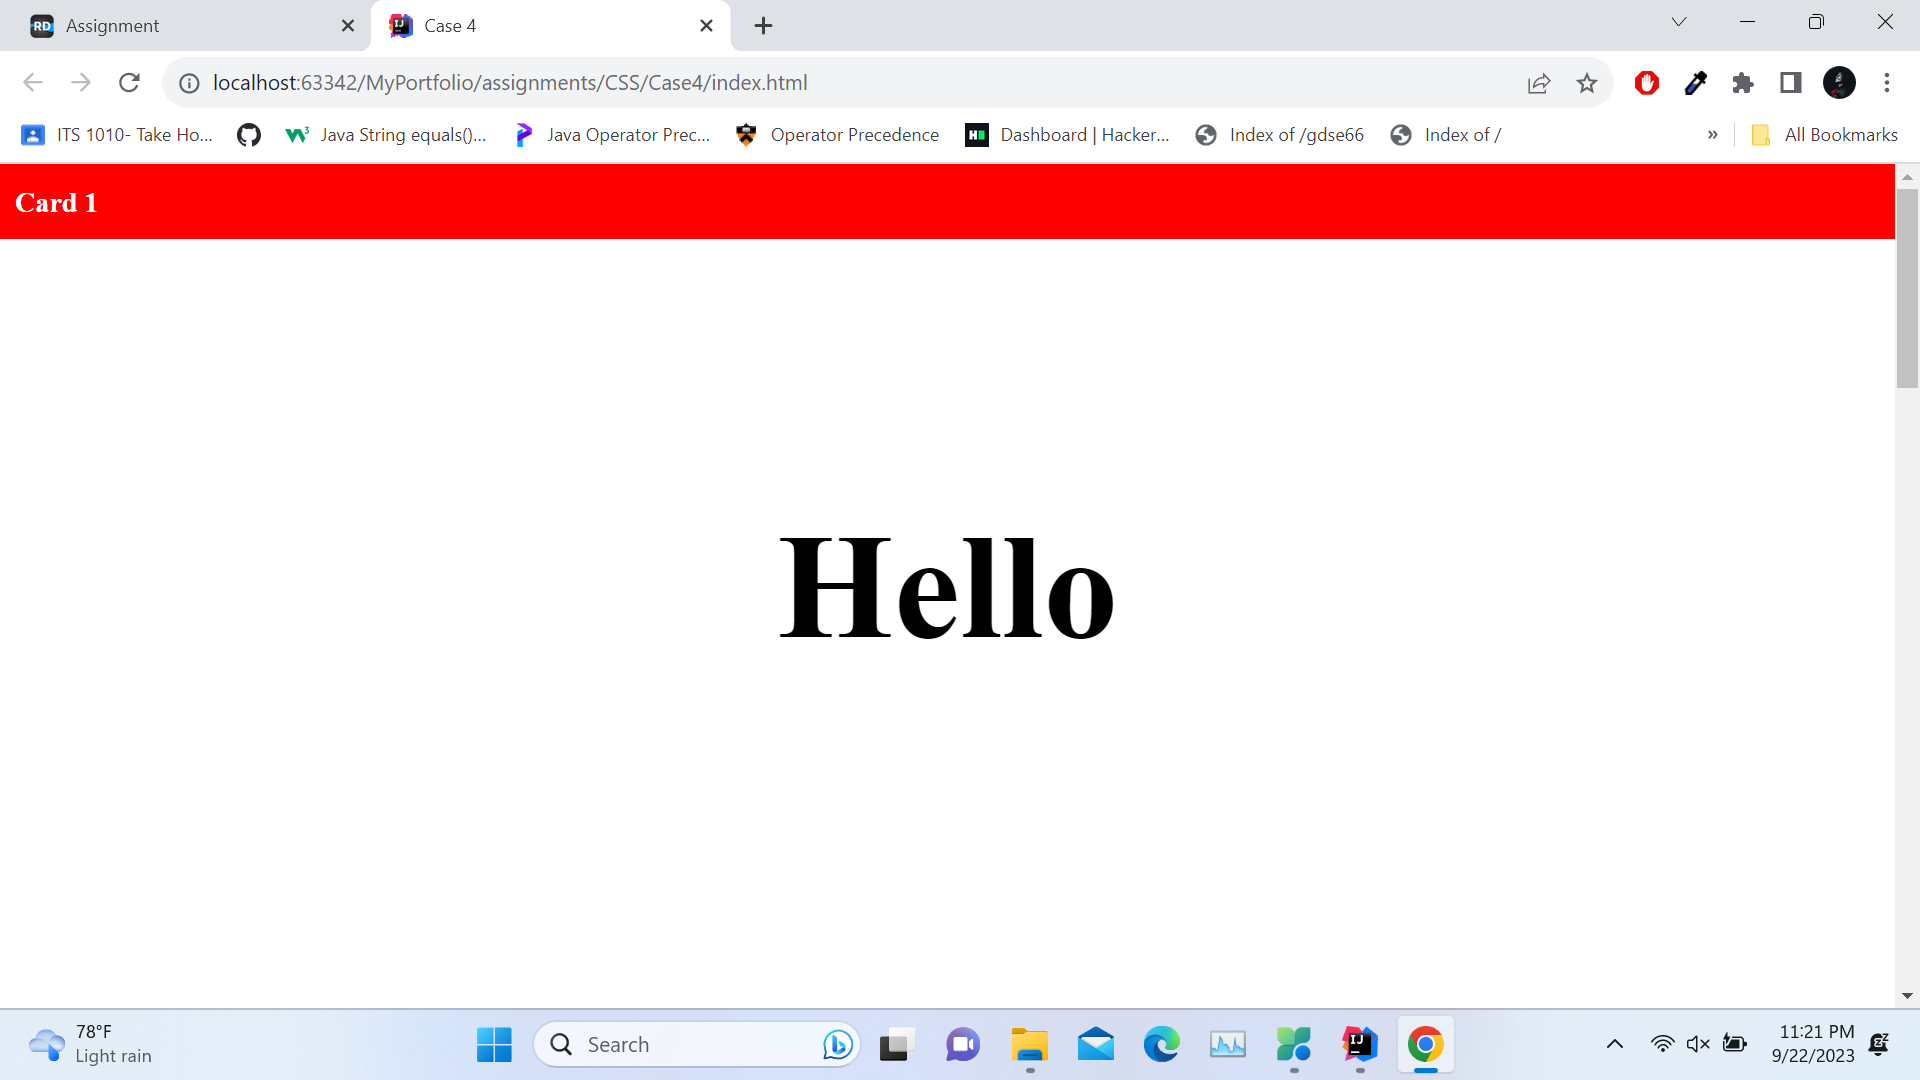 Assignment
Case 4
localhost:63342/MyPortfolio/assignments/CSS/Case4/index.html
ITS 1010- Take Ho...
Java String equals()...
Java Operator Prec...
Operator Precedence
Dashboard | Hacker...
Index of /gdse66
Index of /
»
All Bookmarks
Card 1
Hello
78°F
Light rain
Search
11:21 PM
9/22/2023